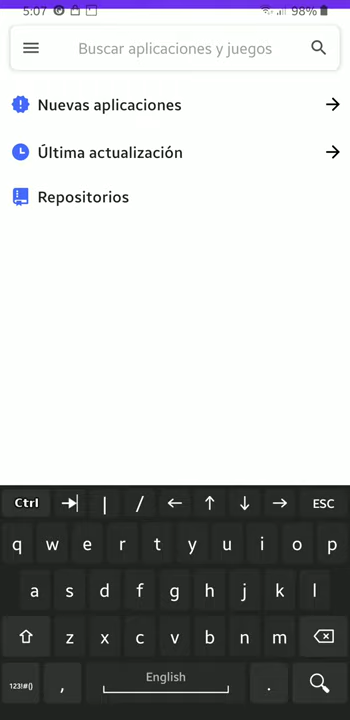 5:07 98%
Buscar aplicaciones y juegos
Nuevas aplicaciones
Última actualización
Repositorios
Ctrl | / ← ↑ ↓ → ESC
q w e r t y u i o p
a s d f g h j k l
z x c v b n m
123!#() , English .